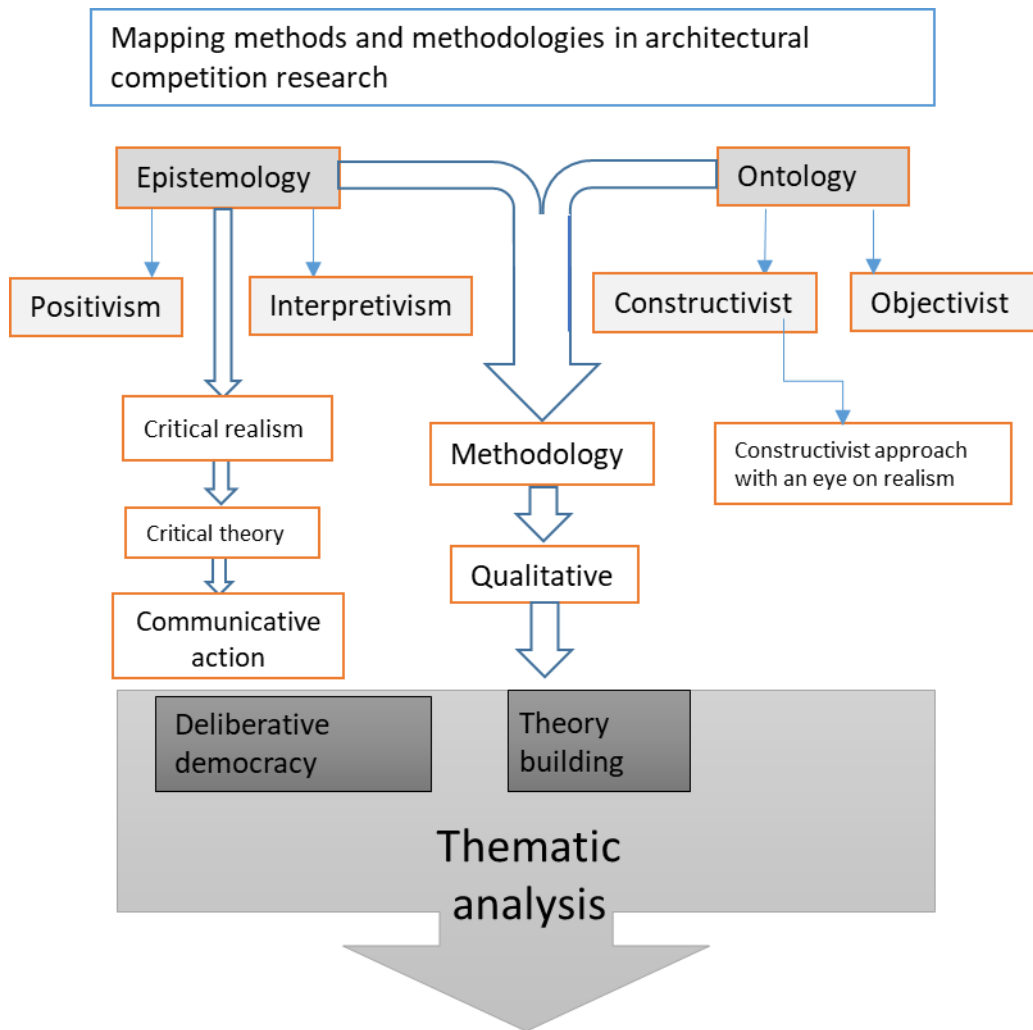 Mapping methods and methodologies in architectural
competition research
Epistemology
Ontology
Positivism
Interpretivism
Constructivist
Objectivist
Critical realism
Methodology
Constructivist approach
with an eye on realism
Critical theory
Qualitative
Communicative
action
Deliberative
democracy
Theory
building
Thematic
analysis